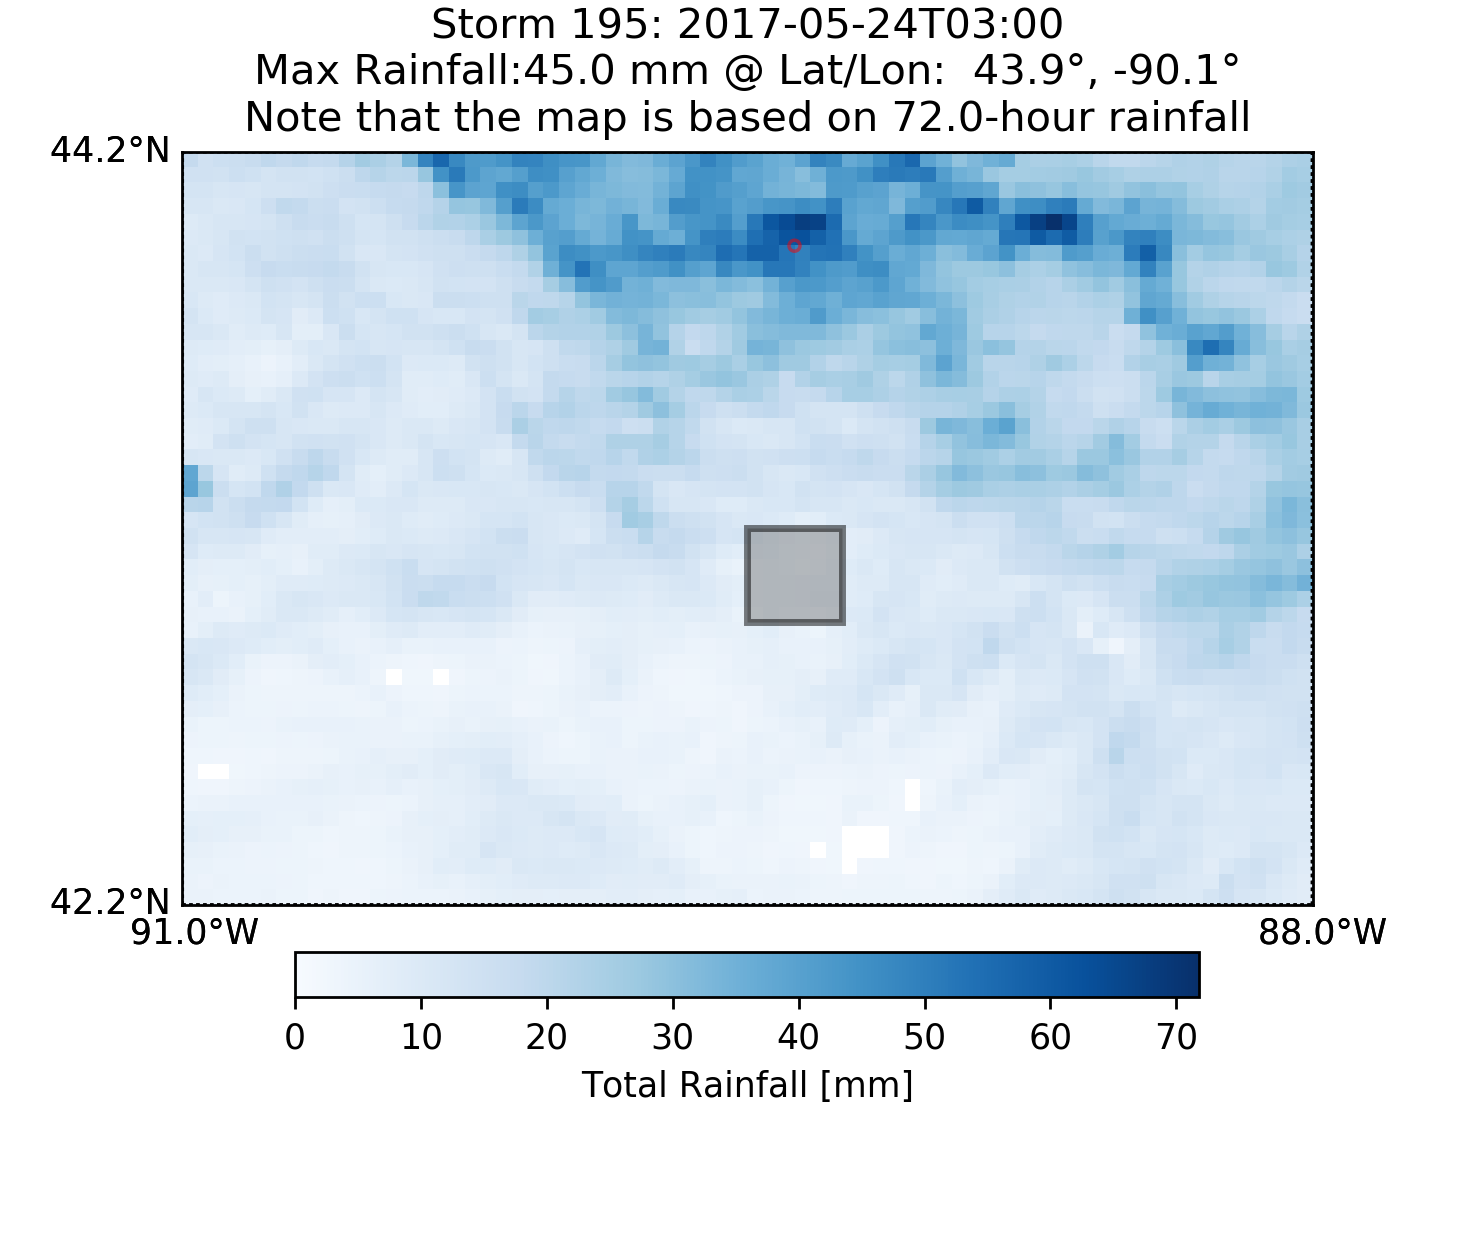 Storm 195: 2017-05-24T03:00
Max Rainfall:45.0 mm @ Lat/Lon:  43.9°, -90.1°
Note that the map is based on 72.0-hour rainfall
44.2°N
42.2°N
91.0°W 88.0°W
0 10 20 30 40 50 60 70
Total Rainfall [mm]